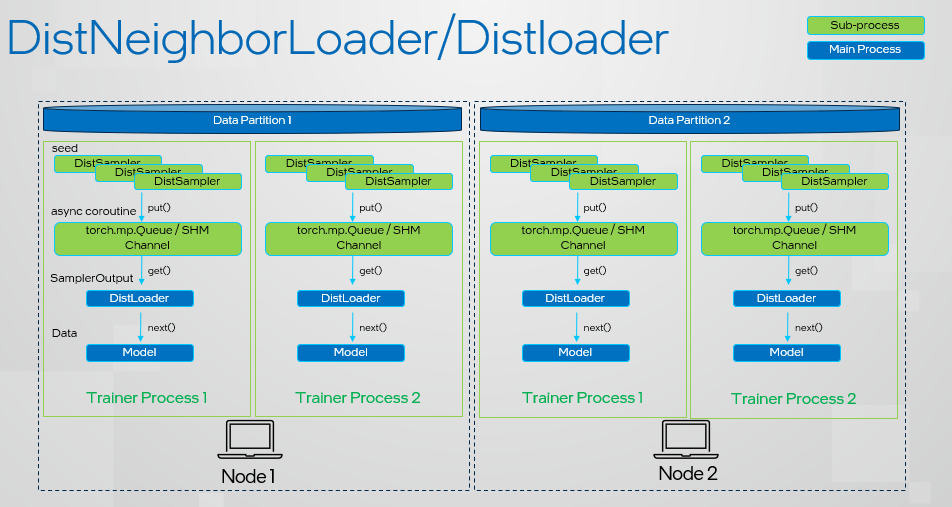 DistNeighborLoader/Distloader
Sub-process
Main Process
Data Partition 1
Data Partition 2
seed
DistSampler
DistSampler
DistSampler
DistSampler
DistSampler
DistSampler
DistSampler
DistSampler
DistSampler
DistSampler
DistSampler
DistSampler
async coroutine
put()
put()
put()
put()
torch.mp.Queue / SHM
Channel
torch.mp.Queue / SHM
Channel
torch.mp.Queue / SHM
Channel
torch.mp.Queue / SHM
Channel
SamplerOutput
get()
get()
get()
get()
DistLoader
DistLoader
DistLoader
DistLoader
Data
next()
next()
next()
next()
Model
Model
Model
Model
Trainer Process 1
Trainer Process 2
Trainer Process 1
Trainer Process 2
Node 1
Node 2